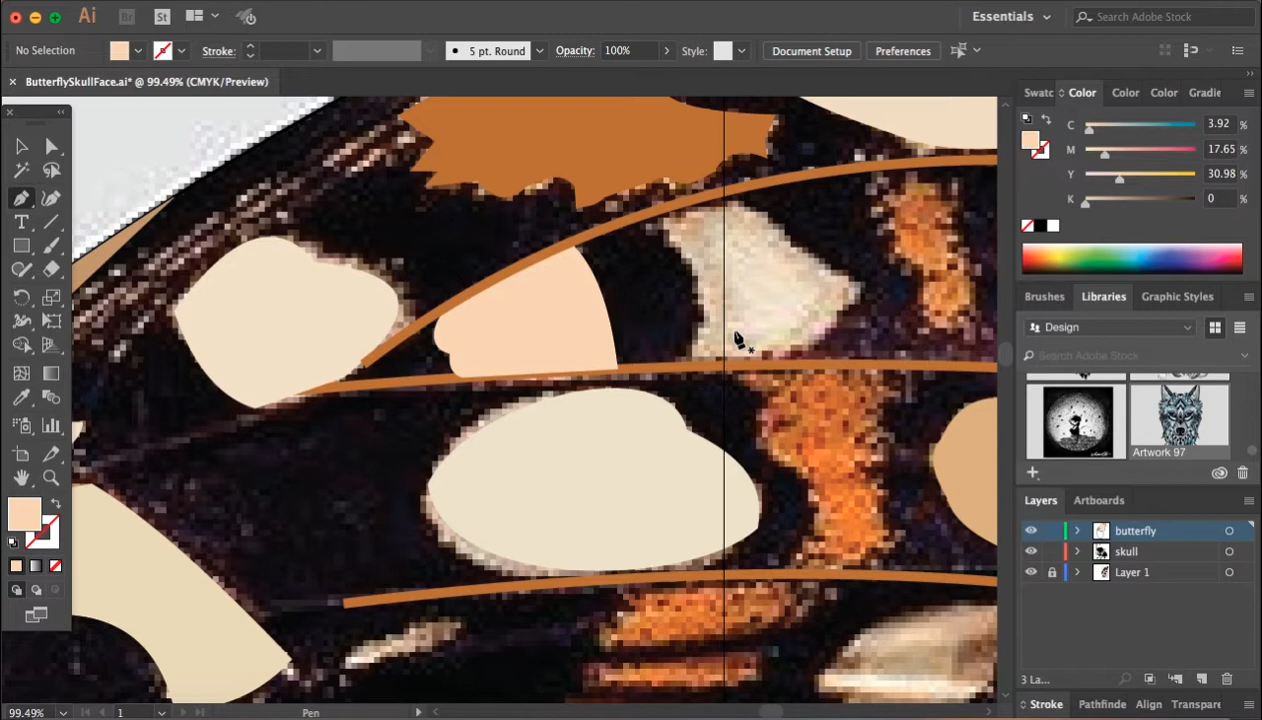 Ai Br St Essentials Search Adobe Stock
No Selection Stroke: 5 pt. Round Opacity: 100% Style: Document Setup Preferences
× ButterflySkullFace.ai* @ 99.49% (CMYK/Preview)
Swatc Color Color Color Gradie
C 3.92 %
M 17.65 %
Y 30.98 %
K 0 %
Brushes Libraries Graphic Styles
Design
Search Adobe Stock
Artwork 97
Layers Artboards
butterfly
skull
Layer 1
3 La...
99.49% 1 Pen
Stroke Pathfinde Align Transpare